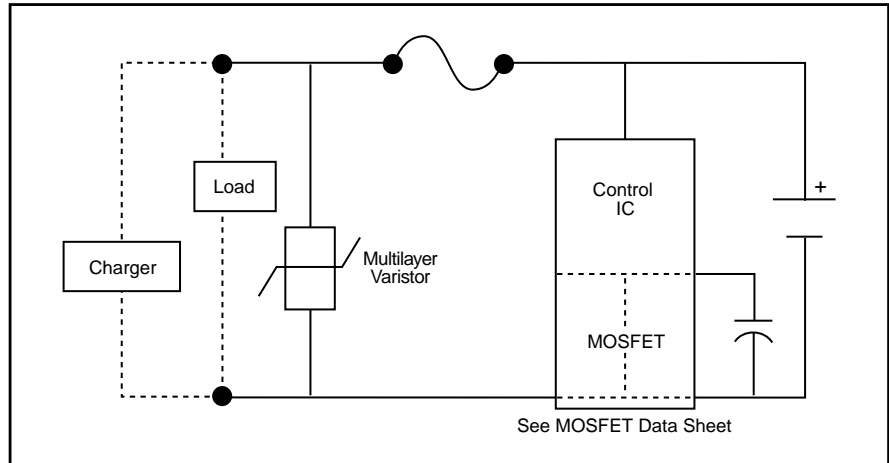 Load
Control
IC
+
Charger
Multilayer
Varistor
MOSFET
See MOSFET Data Sheet